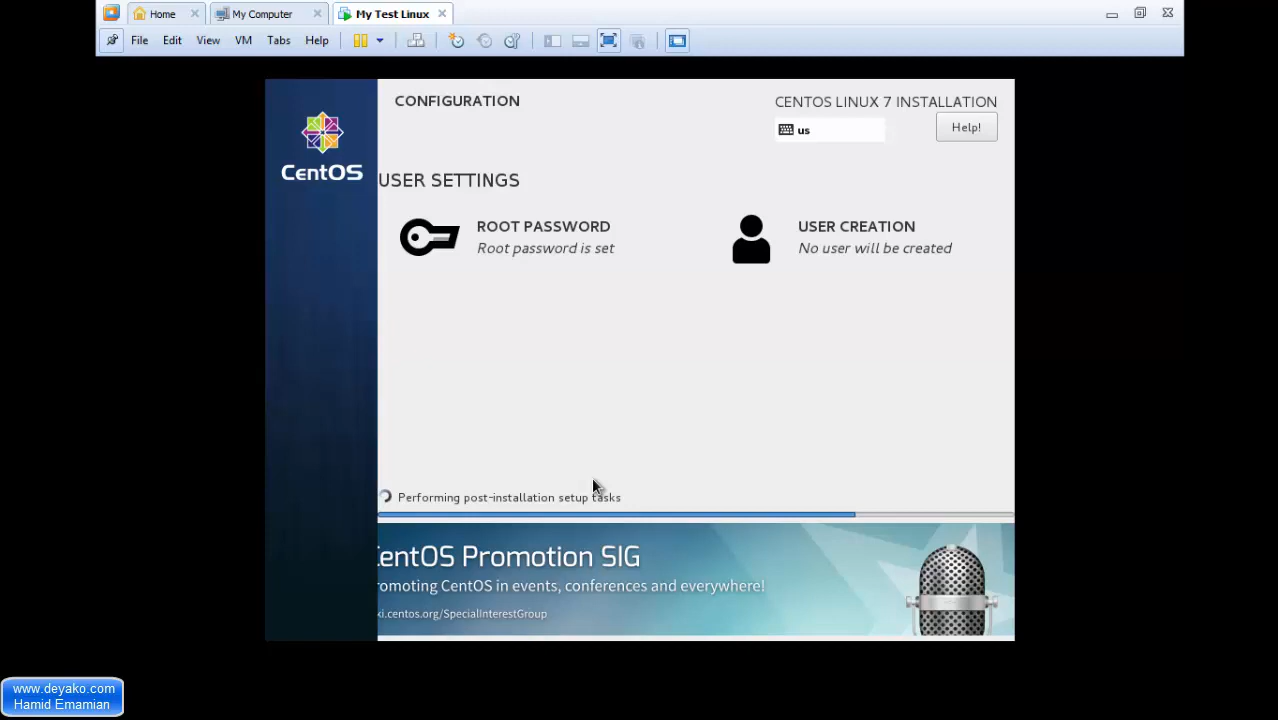 Home My Computer My Test Linux
File Edit View VM Tabs Help
CentOS
CONFIGURATION
CENTOS LINUX 7 INSTALLATION
us
Help!
USER SETTINGS
ROOT PASSWORD
Root password is set
USER CREATION
No user will be created
Performing post-installation setup tasks
CentOS Promotion SIG
romoting CentOS in events, conferences and everywhere!
ki.centos.org/SpecialInterestGroup
www.deyako.com
Hamid Emamian